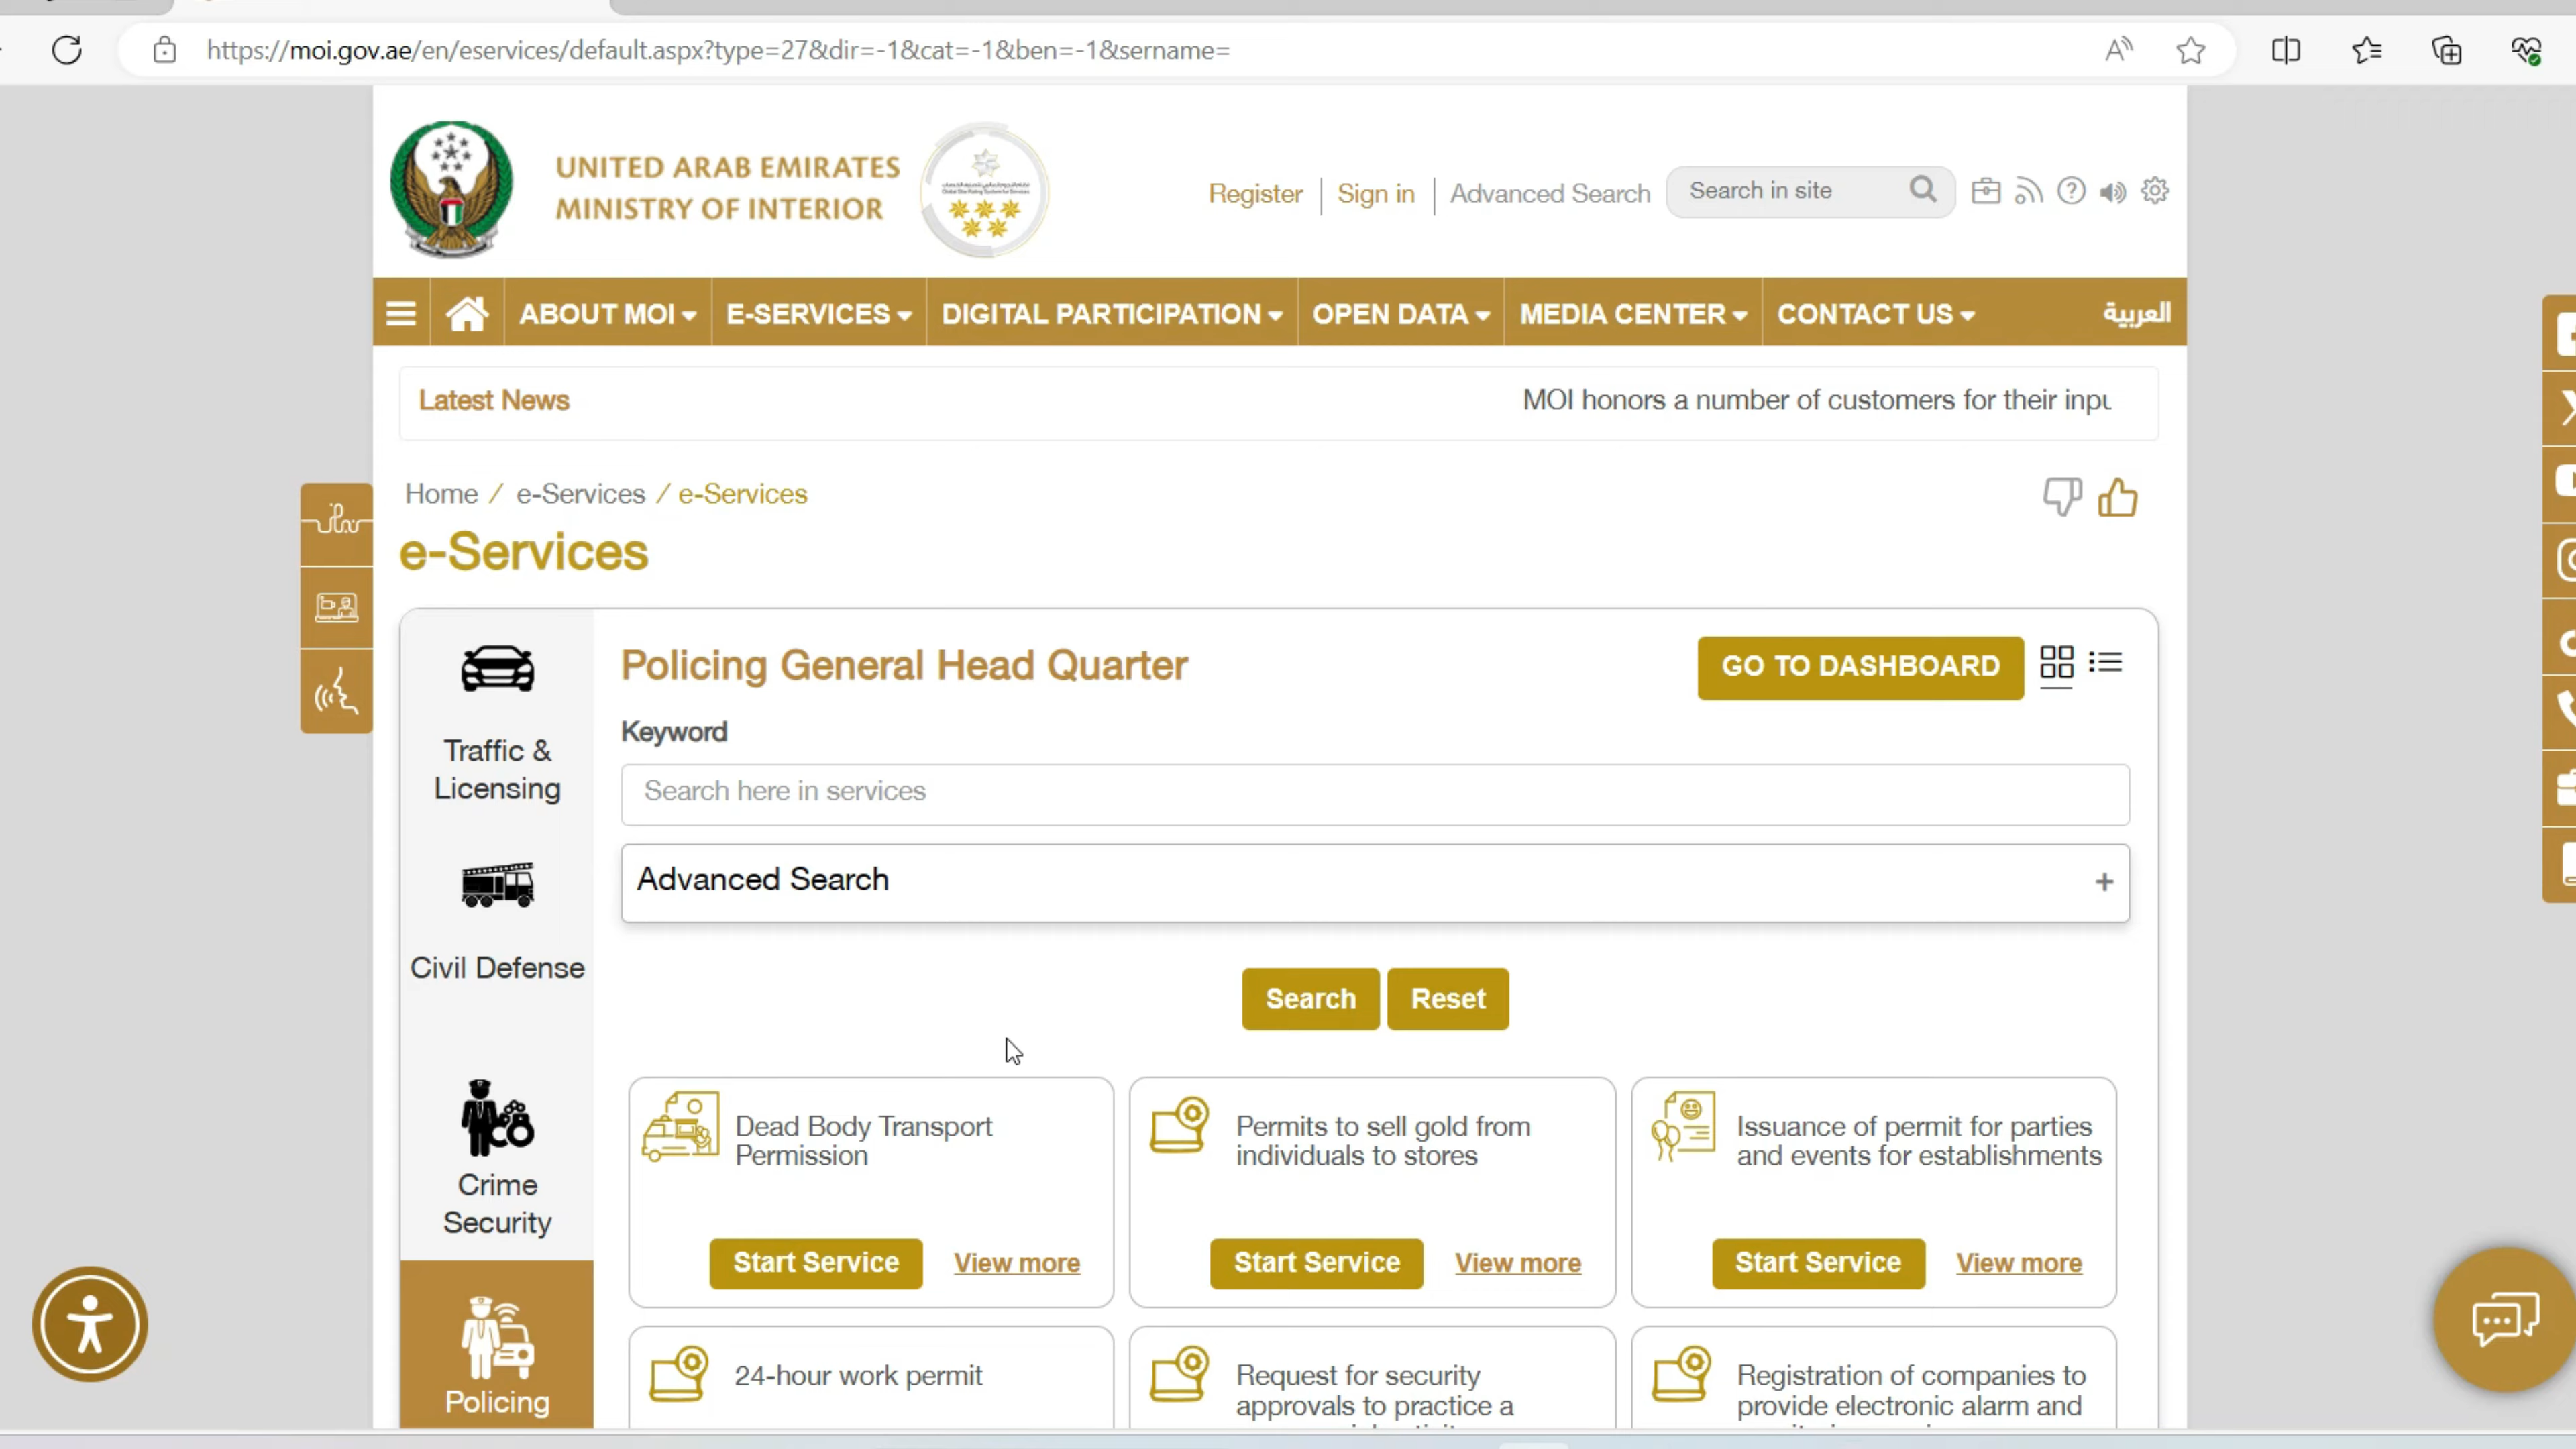 https://moi.gov.ae/en/eservices/default.aspx?type=27&dir=-1&cat=-1&ben=-1&sername=
UNITED ARAB EMIRATES
MINISTRY OF INTERIOR
Register
Sign in
Advanced Search
Search in site
ABOUT MOI
E-SERVICES
DIGITAL PARTICIPATION
OPEN DATA
MEDIA CENTER
CONTACT US
العربية
Latest News
MOI honors a number of customers for their inpu
Home / e-Services / e-Services
e-Services
Traffic &
Licensing
Civil Defense
Crime
Security
Policing
Policing General Head Quarter
GO TO DASHBOARD
Keyword
Search here in services
Advanced Search +
Search
Reset
Dead Body Transport
Permission
Start Service
View more
Permits to sell gold from
individuals to stores
Start Service
View more
Issuance of permit for parties
and events for establishments
Start Service
View more
24-hour work permit
Request for security
approvals to practice a
Registration of companies to
provide electronic alarm and